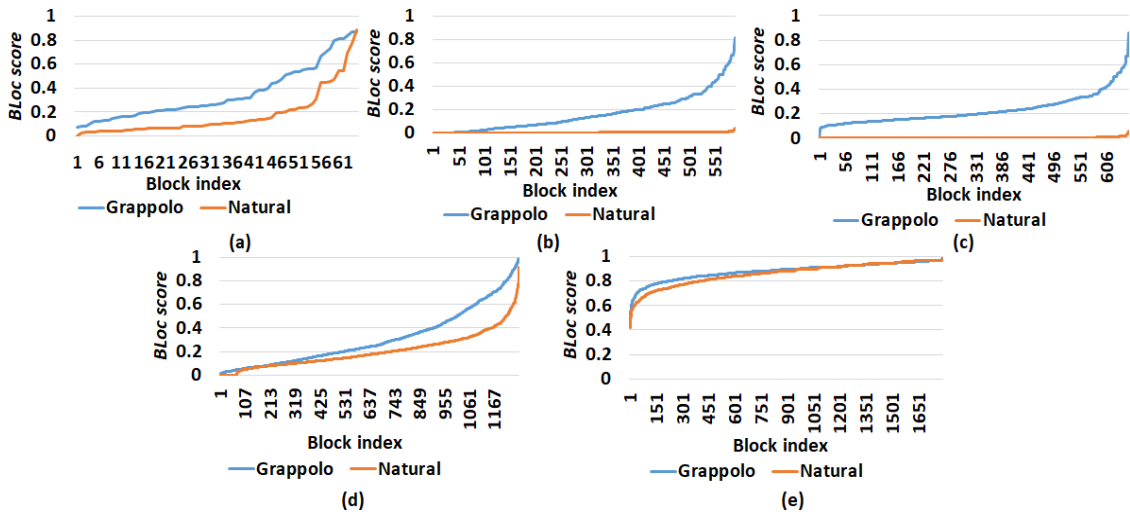 BLoc score
1
0.8
0.6
0.4
0.2
0
1 6 11 16 21 26 31 36 41 46 51 56 61
Block index
Grappolo Natural
(a)
BLoc score
1
0.8
0.6
0.4
0.2
0
1 51 101 151 201 251 301 351 401 451 501 551
Block index
Grappolo Natural
(b)
BLoc score
1
0.8
0.6
0.4
0.2
0
1 56 111 166 221 276 331 386 441 496 551 606
Block index
Grappolo Natural
(c)
BLoc score
1
0.8
0.6
0.4
0.2
0
1 107 213 319 425 531 637 743 849 955 1061 1167
Block index
Grappolo Natural
(d)
BLoc score
1
0.8
0.6
0.4
0.2
0
1 151 301 451 601 751 901 1051 1201 1351 1501 1651
Block index
Grappolo Natural
(e)